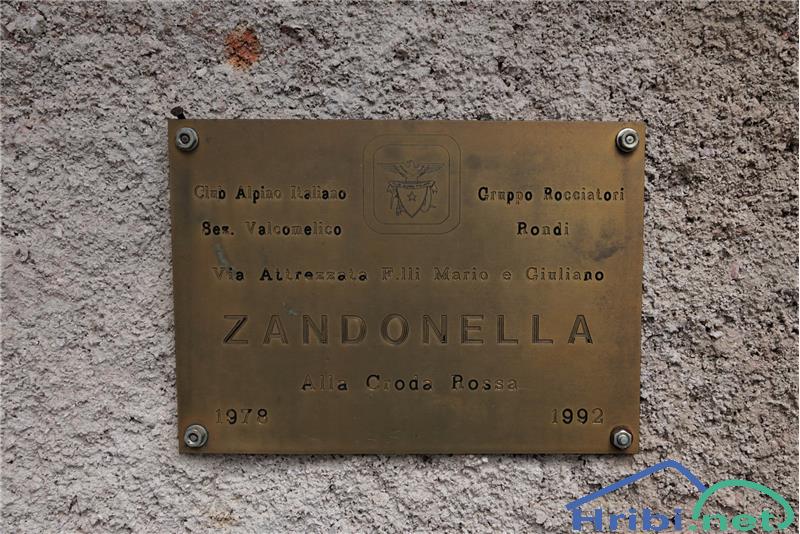 Club Alpino Italiano
Sez. Valcomelico
Gruppo Rocciatori
Rondi
Via Attrezzata F.lli Mario e Giuliano
ZANDONELLA
Alla Croda Rossa
1978
1992
Hribi.net